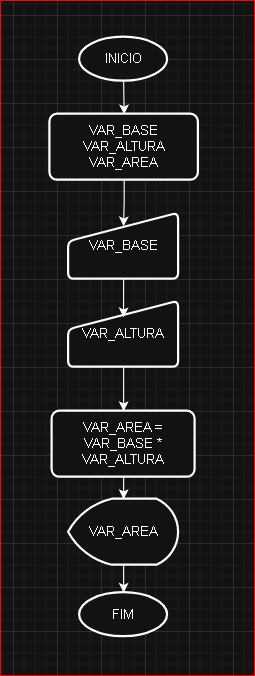 INICIO
VAR_BASE
VAR_ALTURA
VAR_AREA
VAR_BASE
VAR_ALTURA
VAR_AREA =
VAR_BASE *
VAR_ALTURA
VAR_AREA
FIM